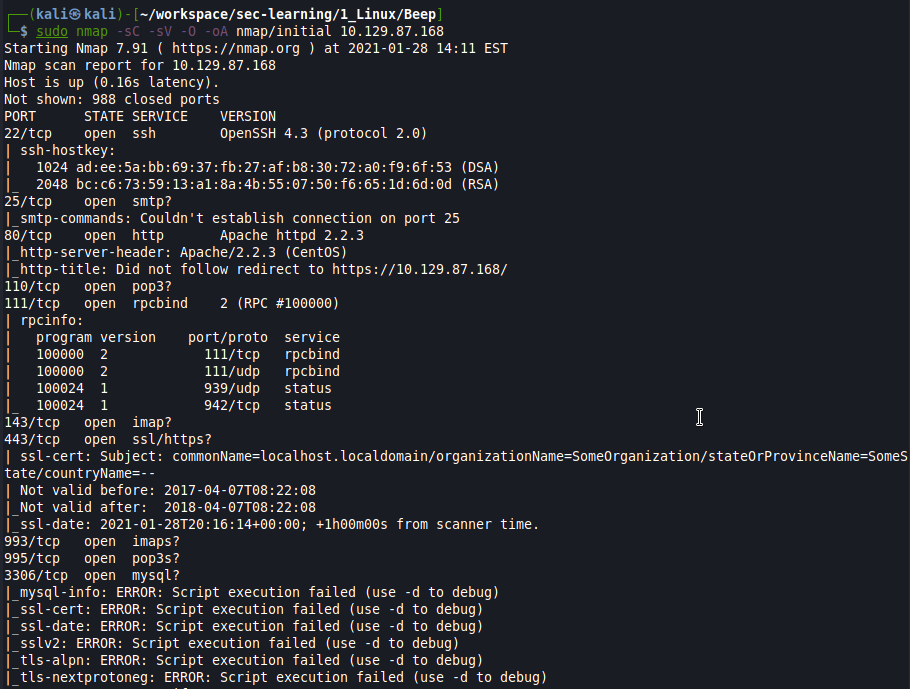 ┌──(kali㉿kali)-[~/workspace/sec-learning/1_Linux/Beep]
└─$ sudo nmap -sC -sV -O -oA nmap/initial 10.129.87.168
Starting Nmap 7.91 ( https://nmap.org ) at 2021-01-28 14:11 EST
Nmap scan report for 10.129.87.168
Host is up (0.16s latency).
Not shown: 988 closed ports
PORT     STATE SERVICE    VERSION
22/tcp   open  ssh        OpenSSH 4.3 (protocol 2.0)
| ssh-hostkey:
|   1024 ad:ee:5a:bb:69:37:fb:27:af:b8:30:72:a0:f9:6f:53 (DSA)
|_  2048 bc:c6:73:59:13:a1:8a:4b:55:07:50:f6:65:1d:6d:0d (RSA)
25/tcp   open  smtp?
|_smtp-commands: Couldn't establish connection on port 25
80/tcp   open  http       Apache httpd 2.2.3
|_http-server-header: Apache/2.2.3 (CentOS)
|_http-title: Did not follow redirect to https://10.129.87.168/
110/tcp  open  pop3?
111/tcp  open  rpcbind    2 (RPC #100000)
| rpcinfo:
|   program version    port/proto  service
|   100000  2            111/tcp   rpcbind
|   100000  2            111/udp   rpcbind
|   100024  1            939/udp   status
|_  100024  1            942/tcp   status
143/tcp  open  imap?
443/tcp  open  ssl/https?
| ssl-cert: Subject: commonName=localhost.localdomain/organizationName=SomeOrganization/stateOrProvinceName=SomeS
tate/countryName=--
| Not valid before: 2017-04-07T08:22:08
|_Not valid after:  2018-04-07T08:22:08
|_ssl-date: 2021-01-28T20:16:14+00:00; +1h00m00s from scanner time.
993/tcp  open  imaps?
995/tcp  open  pop3s?
3306/tcp open  mysql?
|_mysql-info: ERROR: Script execution failed (use -d to debug)
|_ssl-cert: ERROR: Script execution failed (use -d to debug)
|_ssl-date: ERROR: Script execution failed (use -d to debug)
|_sslv2: ERROR: Script execution failed (use -d to debug)
|_tls-alpn: ERROR: Script execution failed (use -d to debug)
|_tls-nextprotoneg: ERROR: Script execution failed (use -d to debug)